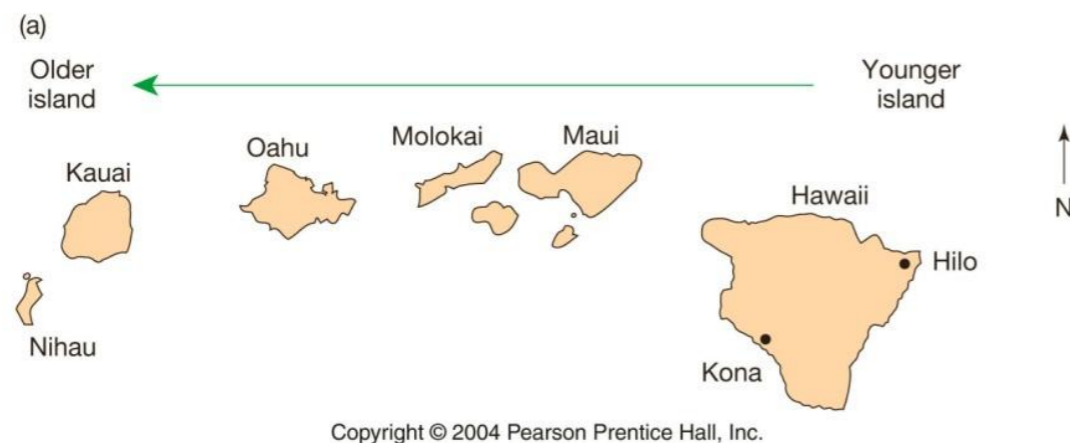 (a)
Older
island
Younger
island
Kauai
Oahu
Molokai
Maui
Hawaii
N
Hilo
Nihau
Kona
Copyright © 2004 Pearson Prentice Hall, Inc.